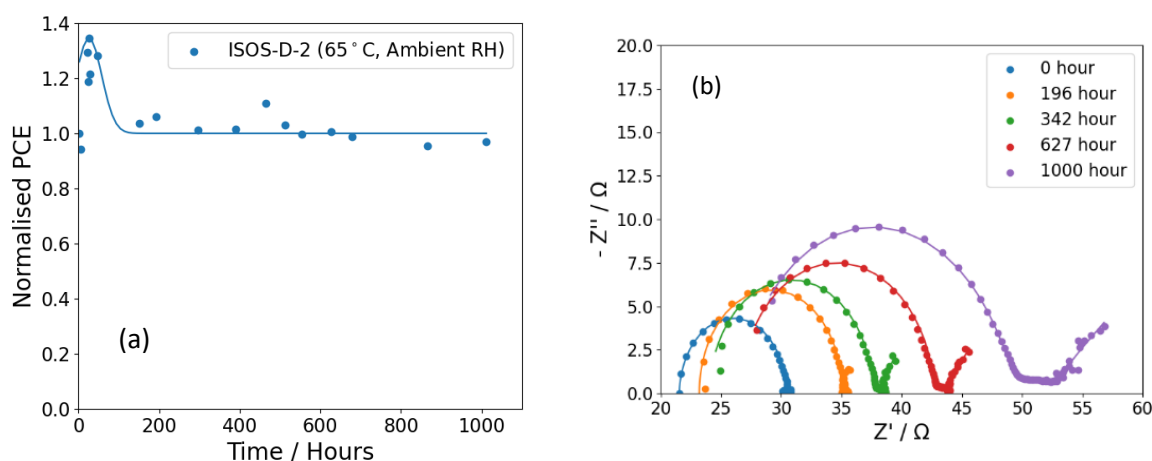 1.4
1.2
1.0
0.8
0.6
0.4
0.2
0.0
Normalised PCE
ISOS-D-2 (65°C, Ambient RH)
(a)
0 200 400 600 800 1000
Time / Hours
20.0
17.5
15.0
12.5
10.0
7.5
5.0
2.5
0.0
- Z'' / Ω
(b)
0 hour
196 hour
342 hour
627 hour
1000 hour
20 25 30 35 40 45 50 55 60
Z' / Ω